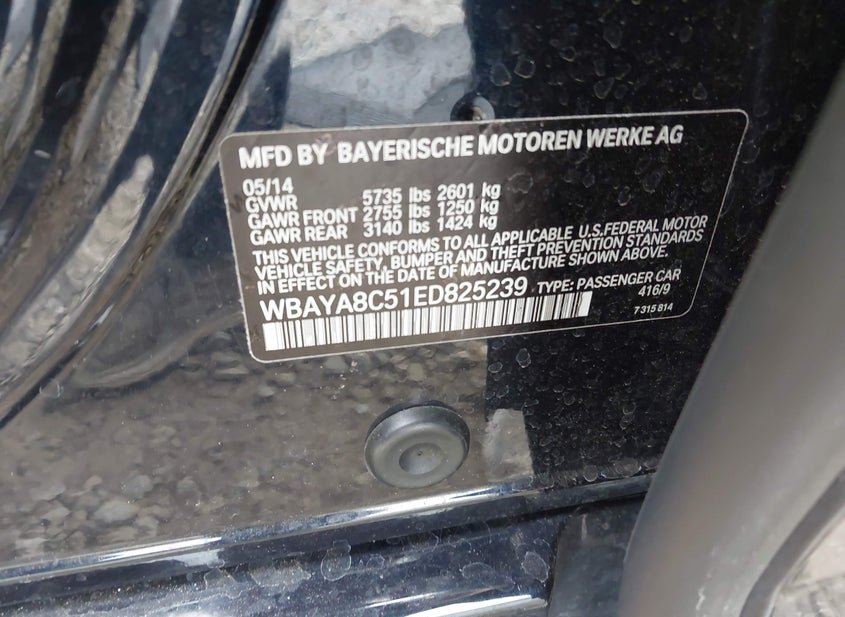 MFD BY BAYERISCHE MOTOREN WERKE AG
05/14
GVWR 5735 lbs 2601 kg
GAWR FRONT 2755 lbs 1250 kg
GAWR REAR 3140 lbs 1424 kg
THIS VEHICLE CONFORMS TO ALL APPLICABLE U.S.FEDERAL MOTOR
VEHICLE SAFETY, BUMPER AND THEFT PREVENTION STANDARDS
IN EFFECT ON THE DATE OF MANUFACTURE SHOWN ABOVE.
WBAYA8C51ED825239 TYPE: PASSENGER CAR
416/9
7 315 814